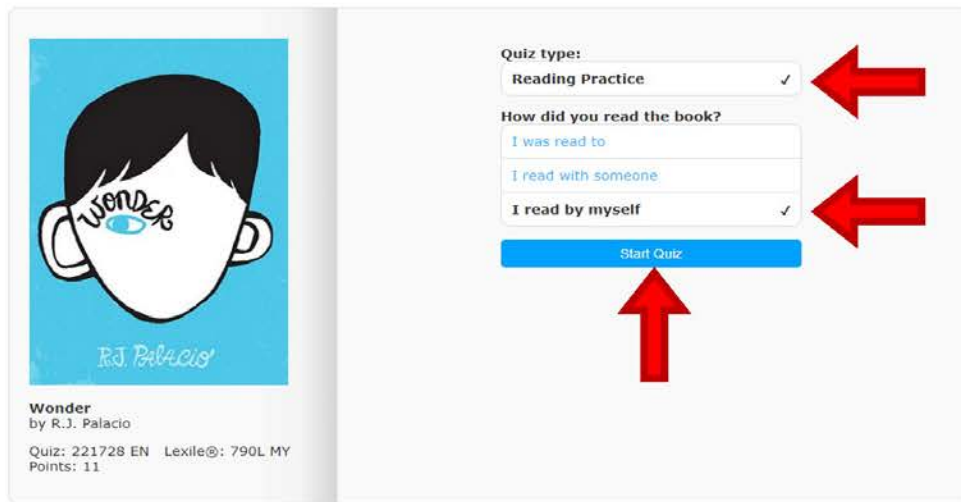 WONDER
R.J. PALACIO
Wonder
by R.J. Palacio
Quiz: 221728 EN Lexile®: 790L MY
Points: 11
Quiz type:
Reading Practice ✓
How did you read the book?
I was read to
I read with someone
I read by myself ✓
Start Quiz